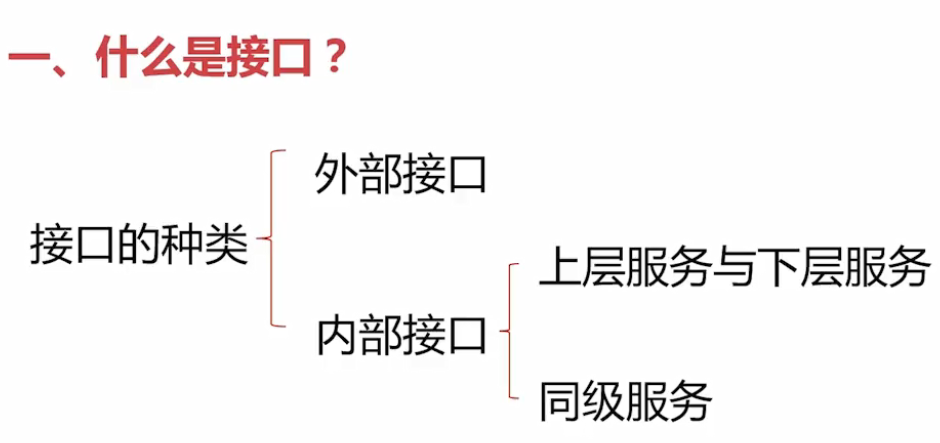 一、什么是接口？
外部接口
接口的种类
上层服务与下层服务
内部接口
同级服务